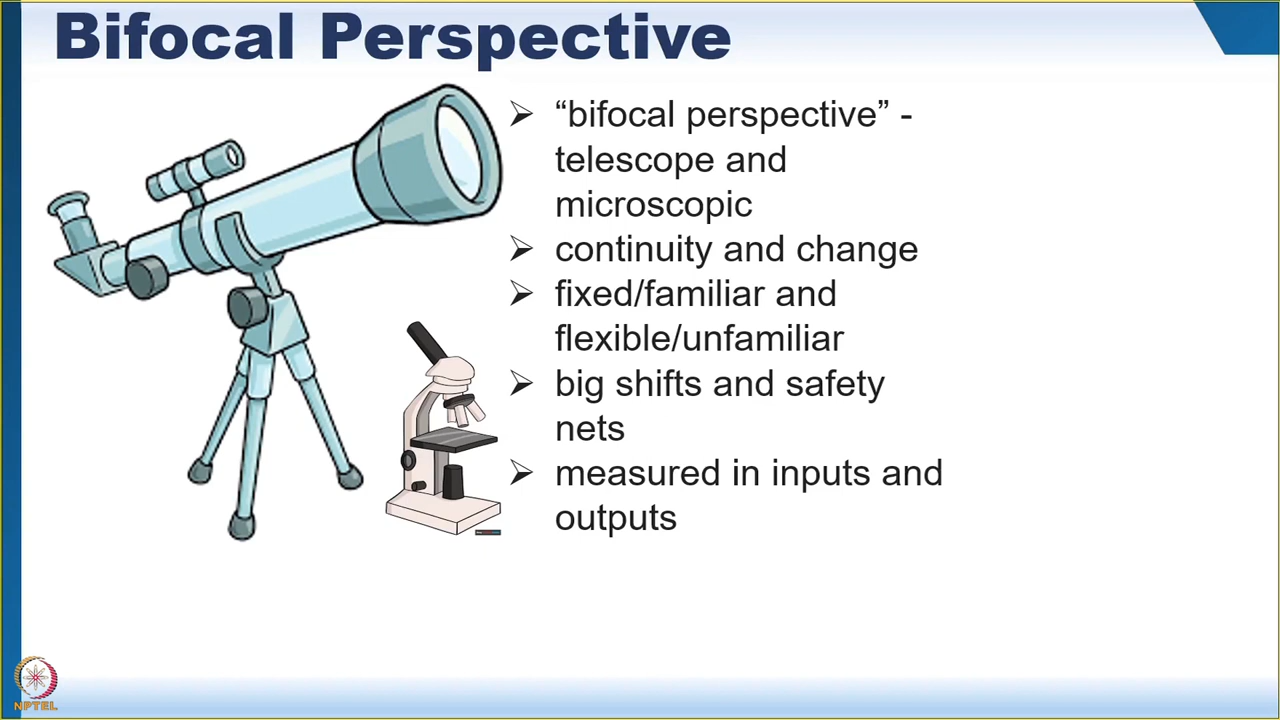 Bifocal Perspective
➢ “bifocal perspective” -
telescope and
microscopic
➢ continuity and change
➢ fixed/familiar and
flexible/unfamiliar
➢ big shifts and safety
nets
➢ measured in inputs and
outputs
NPTEL